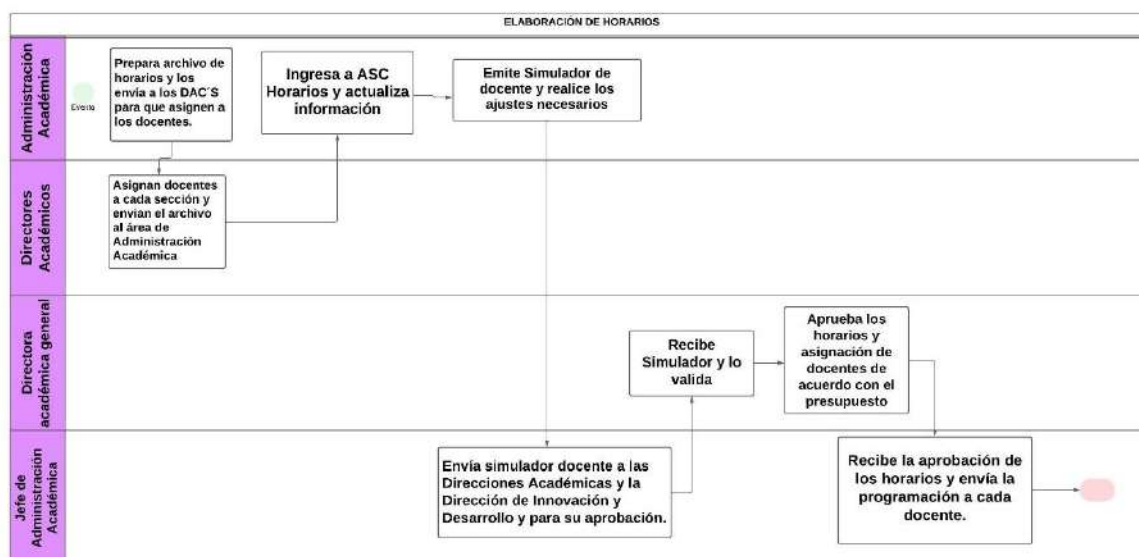 ELABORACIÓN DE HORARIOS
Administración
Académica
Evento
Prepara archivo de
horarios y los
envía a los DAC´S
para que asignen a
los docentes.
Ingresa a ASC
Horarios y actualiza
información
Emite Simulador de
docente y realice los
ajustes necesarios
Directores
Académicos
Asignan docentes
a cada sección y
envian el archivo
al área de
Administración
Académica
Directora
académica general
Recibe
Simulador y lo
valida
Aprueba los
horarios y
asignación de
docentes de
acuerdo con el
presupuesto
Jefe de
Administración
Académica
Envía simulador docente a las
Direcciones Académicas y la
Dirección de Innovación y
Desarrollo y para su aprobación.
Recibe la aprobación de
los horarios y envía la
programación a cada
docente.